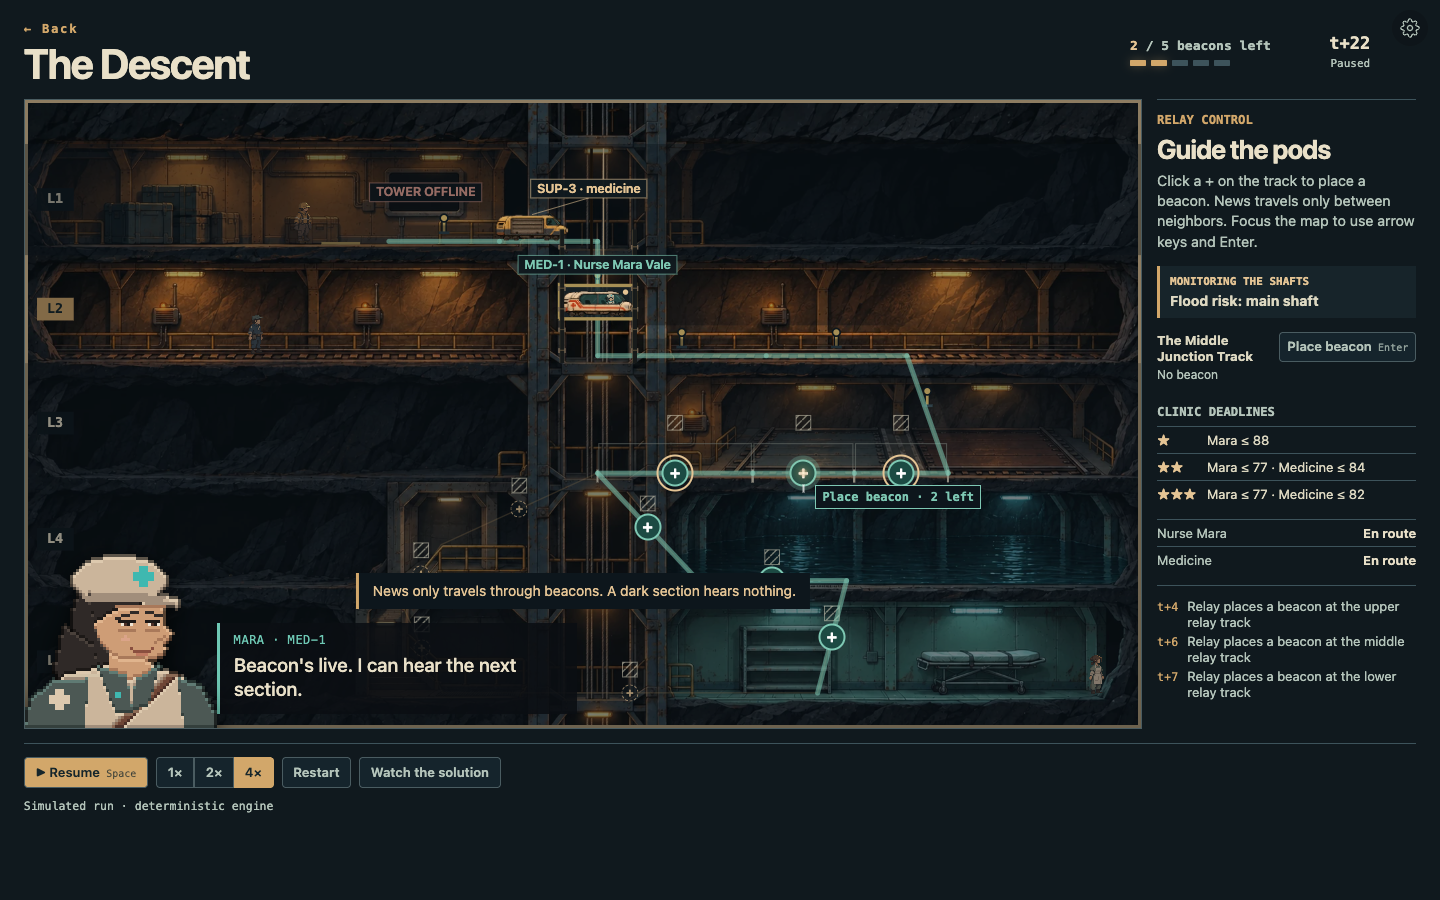 ← Back
The Descent
2 / 5 beacons left
t+22
Paused
L1
TOWER OFFLINE
SUP-3 · medicine
MED-1 · Nurse Mara Vale
L2
L3
Place beacon · 2 left
L4
News only travels through beacons. A dark section hears nothing.
MARA · MED-1
Beacon's live. I can hear the next
section.
RELAY CONTROL
Guide the pods
Click a + on the track to place a
beacon. News travels only between
neighbors. Focus the map to use arrow
keys and Enter.
MONITORING THE SHAFTS
Flood risk: main shaft
The Middle
Junction Track
No beacon
Place beacon Enter
CLINIC DEADLINES
★ Mara ≤ 88
★★ Mara ≤ 77 · Medicine ≤ 84
★★★ Mara ≤ 77 · Medicine ≤ 82
Nurse Mara En route
Medicine En route
t+4 Relay places a beacon at the upper
relay track
t+6 Relay places a beacon at the middle
relay track
t+7 Relay places a beacon at the lower
relay track
▶ Resume Space
1×
2×
4×
Restart
Watch the solution
Simulated run · deterministic engine